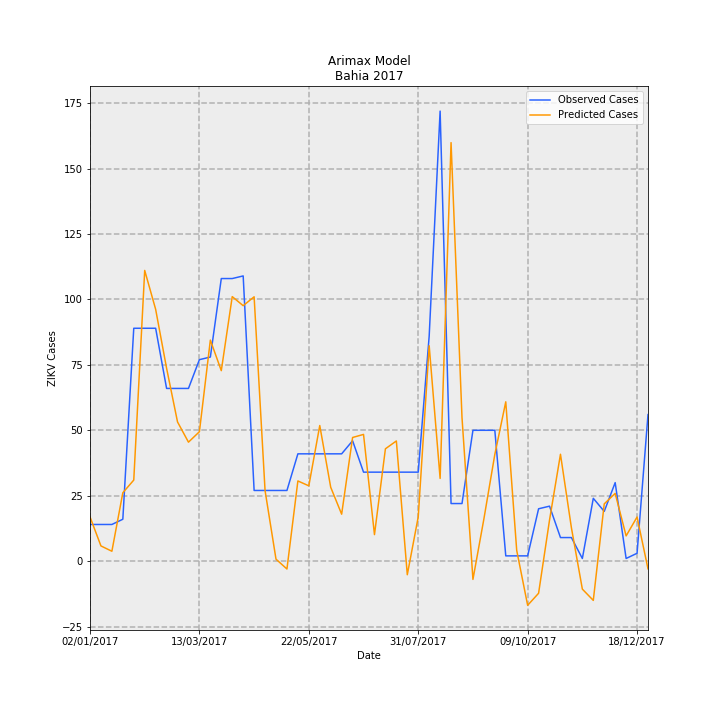 Arimax Model
Bahia 2017
Observed Cases
Predicted Cases
175
150
125
100
75
50
25
0
−25
ZIKV Cases
02/01/2017 13/03/2017 22/05/2017 31/07/2017 09/10/2017 18/12/2017
Date